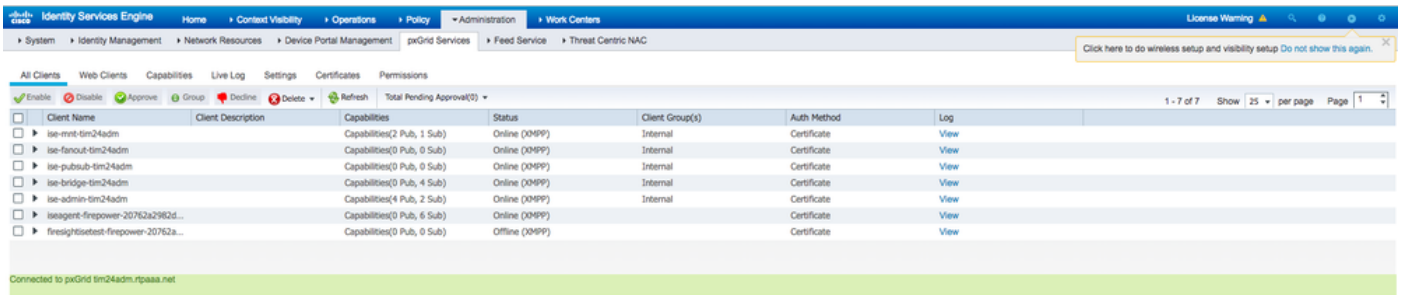 cisco Identity Services Engine Home Context Visibility Operations Policy Administration Work Centers License Warning
System Identity Management Network Resources Device Portal Management pxGrid Services Feed Service Threat Centric NAC
Click here to do wireless setup and visibility setup Do not show this again.
All Clients Web Clients Capabilities Live Log Settings Certificates Permissions
Enable Disable Approve Group Decline Delete Refresh Total Pending Approval(0) 1 - 7 of 7 Show 25 per page Page 1
Client Name Client Description Capabilities Status Client Group(s) Auth Method Log
ise-mnt-tim24adm Capabilities(2 Pub, 1 Sub) Online (XMPP) Internal Certificate View
ise-fanout-tim24adm Capabilities(0 Pub, 0 Sub) Online (XMPP) Internal Certificate View
ise-pubsub-tim24adm Capabilities(0 Pub, 0 Sub) Online (XMPP) Internal Certificate View
ise-bridge-tim24adm Capabilities(0 Pub, 4 Sub) Online (XMPP) Internal Certificate View
ise-admin-tim24adm Capabilities(4 Pub, 2 Sub) Online (XMPP) Internal Certificate View
iseagent-firepower-20762a2982d... Capabilities(0 Pub, 6 Sub) Online (XMPP) Certificate View
firesightisetest-firepower-20762a... Capabilities(0 Pub, 0 Sub) Offline (XMPP) Certificate View
Connected to pxGrid tim24adm.rtpaaa.net